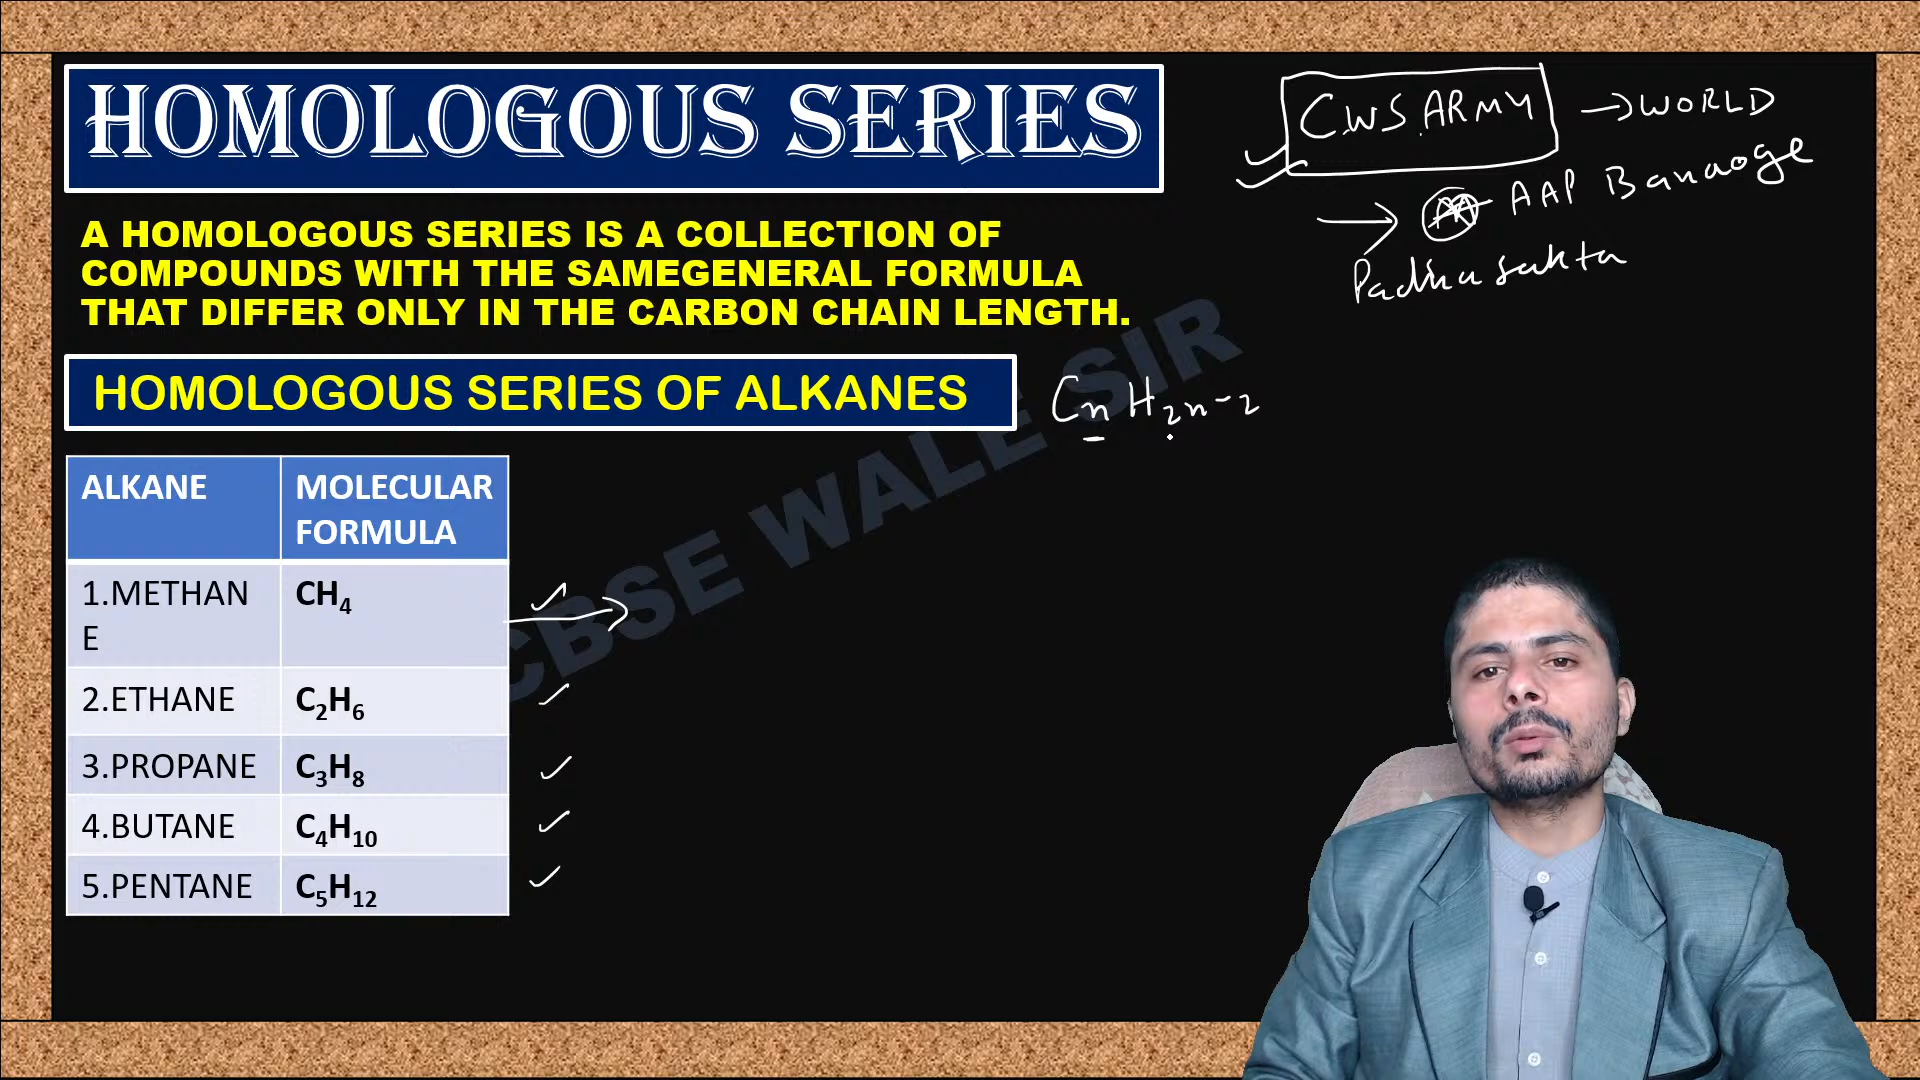 HOMOLOGOUS SERIES
C.W.S.ARMY → WORLD
→ AAP Banaoge
Padha sakta
A HOMOLOGOUS SERIES IS A COLLECTION OF
COMPOUNDS WITH THE SAMEGENERAL FORMULA
THAT DIFFER ONLY IN THE CARBON CHAIN LENGTH.
HOMOLOGOUS SERIES OF ALKANES
CnH2n-2
ALKANE
MOLECULAR
FORMULA
1.METHAN
E
CH₄
2.ETHANE
C₂H₆
3.PROPANE
C₃H₈
4.BUTANE
C₄H₁₀
5.PENTANE
C₅H₁₂
CBSE WALE SIR